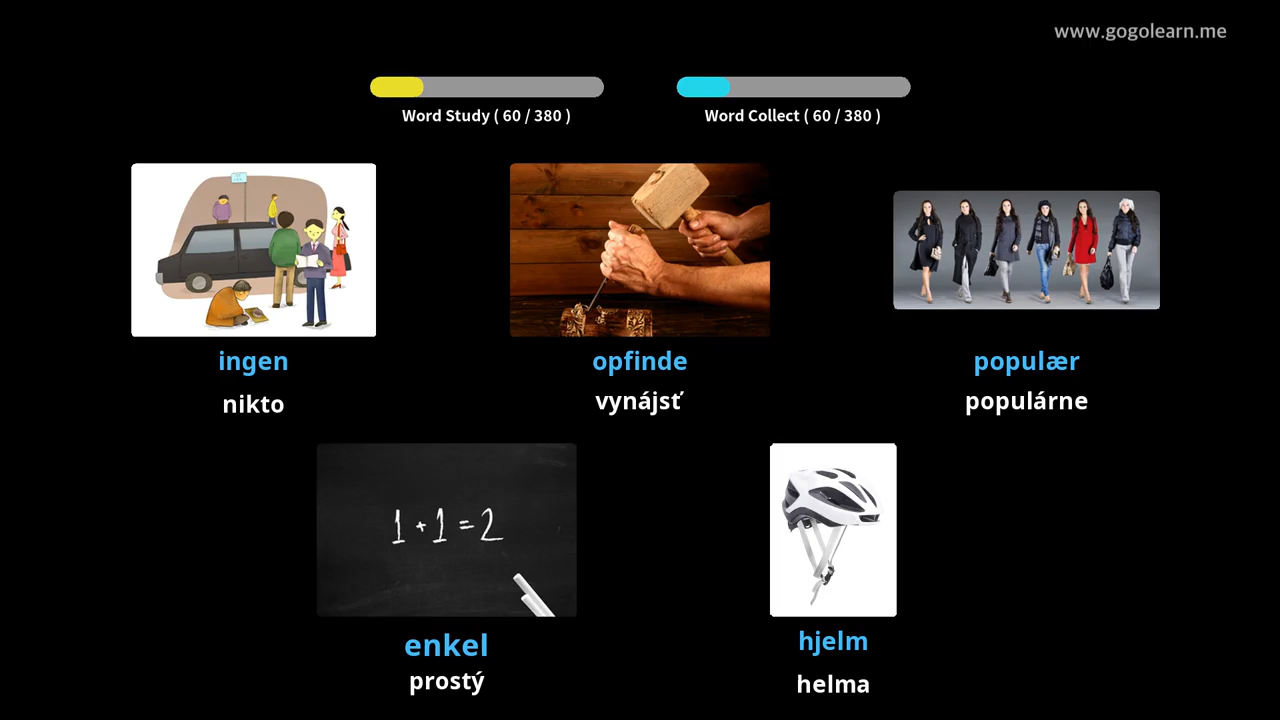 www.gogolearn.me
Word Study ( 60 / 380 )
Word Collect ( 60 / 380 )
ingen
nikto
opfinde
vynájsť
populær
populárne
1 + 1 = 2
enkel
prostý
hjelm
helma